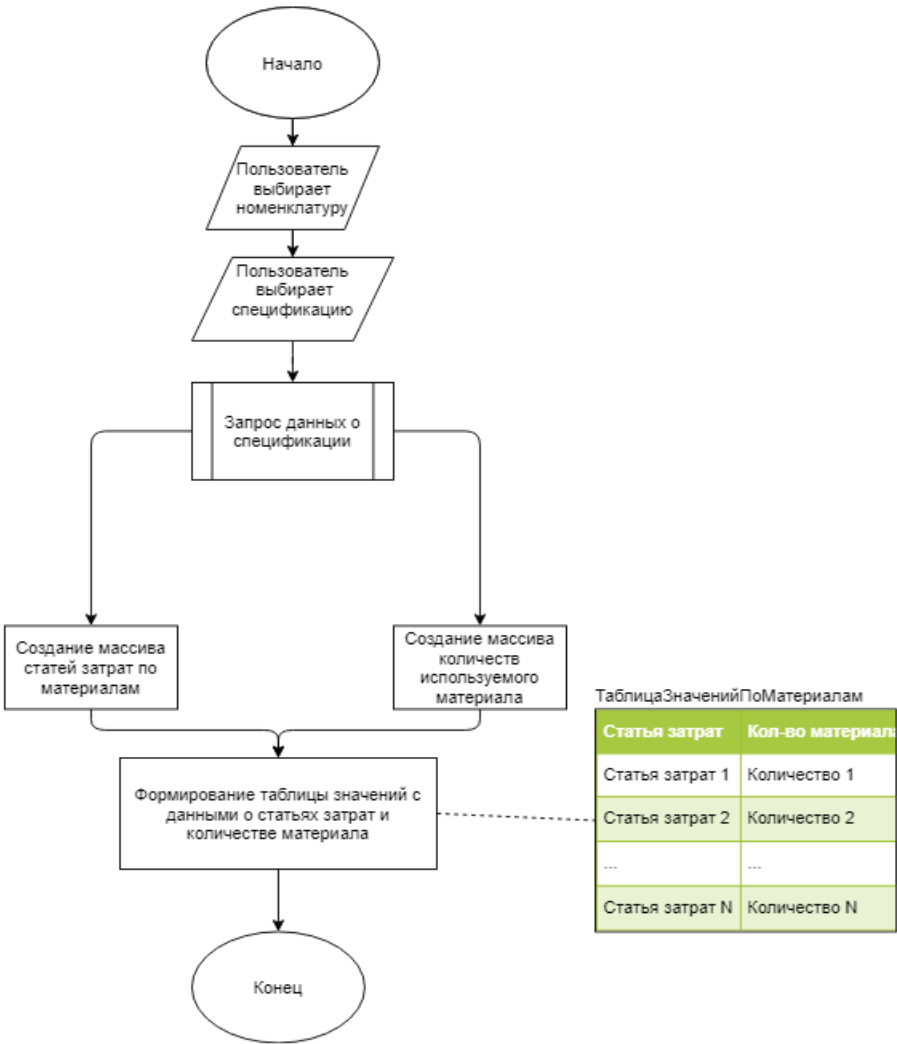 Начало
Пользователь
выбирает
номенклатуру
Пользователь
выбирает
спецификацию
Запрос данных о
спецификации
Создание массива
статей затрат по
материалам
Создание массива
количеств
используемого
материала
Формирование таблицы значений с
данными о статьях затрат и
количестве материала
ТаблицаЗначенийПоМатериалам
Статья затрат Кол-во материала
Статья затрат 1 Количество 1
Статья затрат 2 Количество 2
... ...
Статья затрат N Количество N
Конец